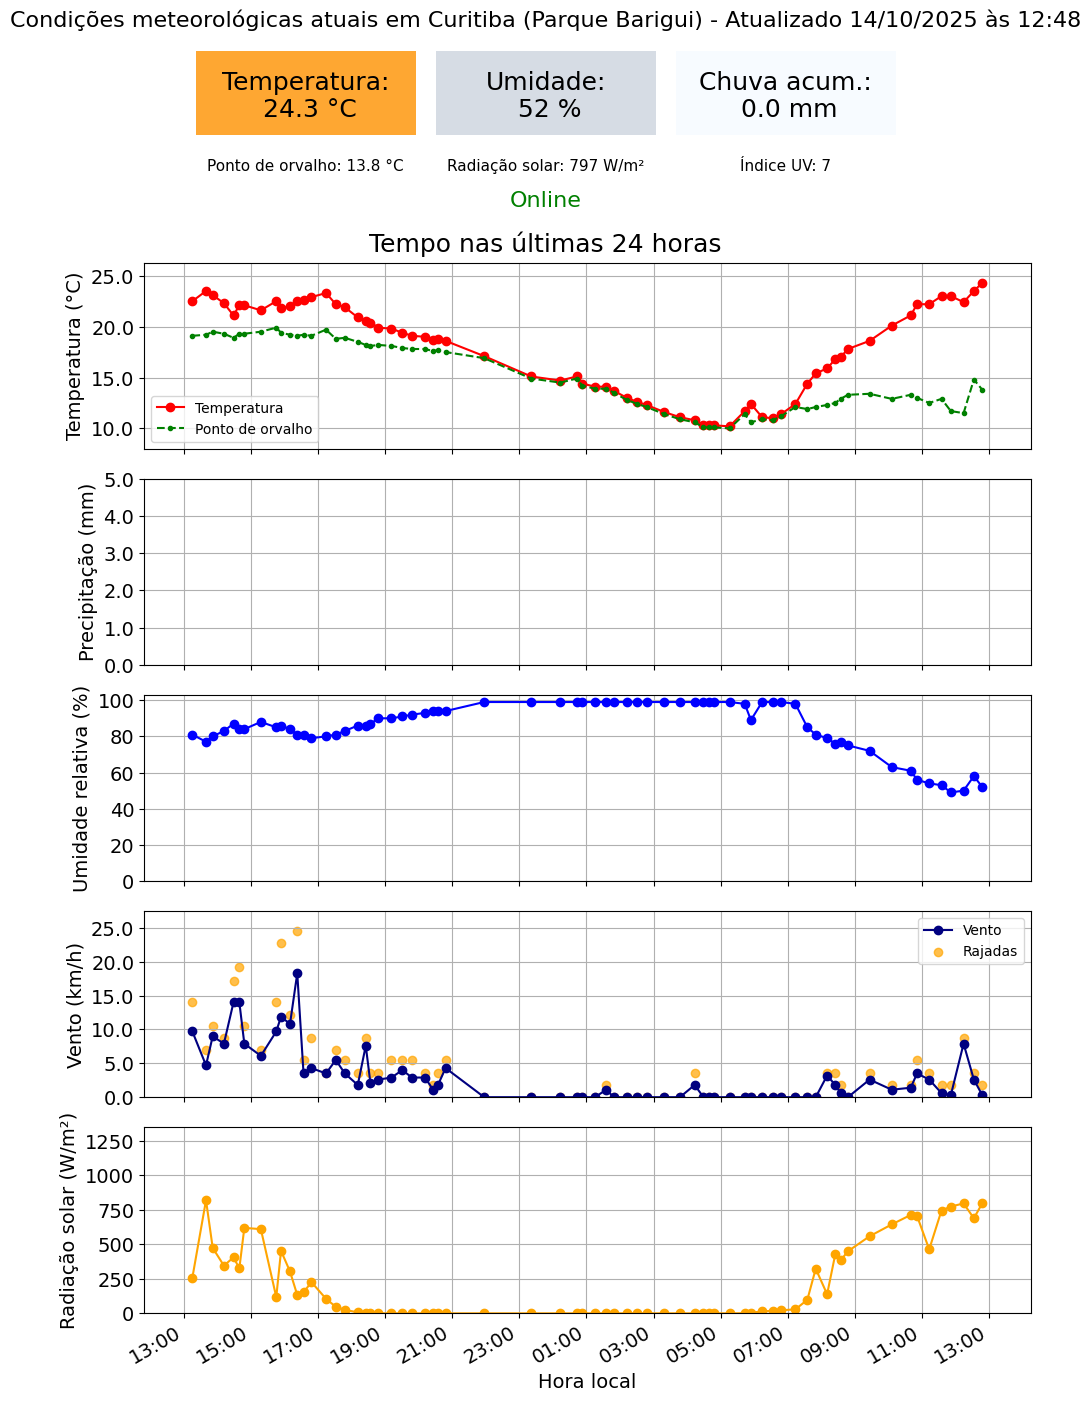 Condições meteorológicas atuais em Curitiba (Parque Barigui) - Atualizado 14/10/2025 às 12:48
Temperatura:
24.3 °C
Umidade:
52 %
Chuva acum.:
0.0 mm
Ponto de orvalho: 13.8 °C
Radiação solar: 797 W/m²
Índice UV: 7
Online
Tempo nas últimas 24 horas
Temperatura (°C)
25.0
20.0
15.0
10.0
Temperatura
Ponto de orvalho
Precipitação (mm)
5.0
4.0
3.0
2.0
1.0
0.0
Umidade relativa (%)
100
80
60
40
20
0
Vento (km/h)
25.0
20.0
15.0
10.0
5.0
0.0
Vento
Rajadas
Radiação solar (W/m²)
1250
1000
750
500
250
0
13:00
15:00
17:00
19:00
21:00
23:00
01:00
03:00
05:00
07:00
09:00
11:00
13:00
Hora local